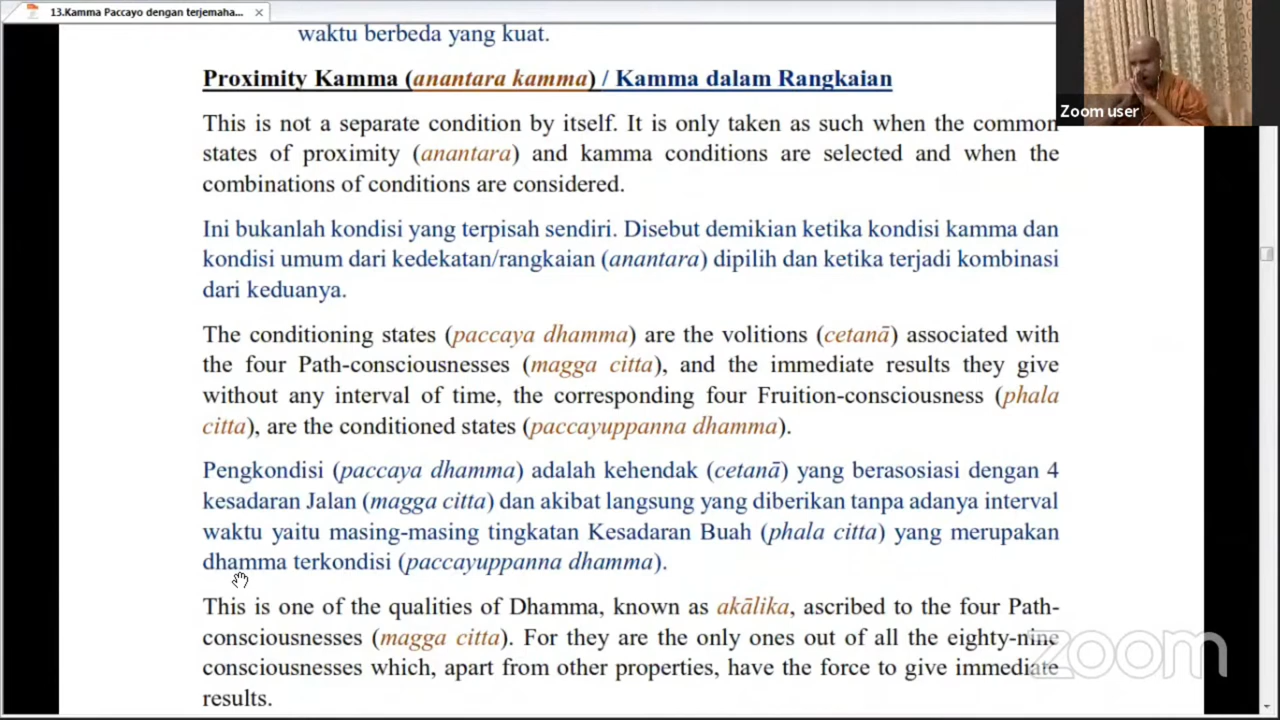 13.Kamma Paccayo dengan terjemaha...
waktu berbeda yang kuat.
Zoom user
Proximity Kamma (anantara kamma) / Kamma dalam Rangkaian
This is not a separate condition by itself. It is only taken as such when the common
states of proximity (anantara) and kamma conditions are selected and when the
combinations of conditions are considered.
Ini bukanlah kondisi yang terpisah sendiri. Disebut demikian ketika kondisi kamma dan
kondisi umum dari kedekatan/rangkaian (anantara) dipilih dan ketika terjadi kombinasi
dari keduanya.
The conditioning states (paccaya dhamma) are the volitions (cetanā) associated with
the four Path-consciousnesses (magga citta), and the immediate results they give
without any interval of time, the corresponding four Fruition-consciousness (phala
citta), are the conditioned states (paccayuppanna dhamma).
Pengkondisi (paccaya dhamma) adalah kehendak (cetanā) yang berasosiasi dengan 4
kesadaran Jalan (magga citta) dan akibat langsung yang diberikan tanpa adanya interval
waktu yaitu masing-masing tingkatan Kesadaran Buah (phala citta) yang merupakan
dhamma terkondisi (paccayuppanna dhamma).
This is one of the qualities of Dhamma, known as akālika, ascribed to the four Path-
consciousnesses (magga citta). For they are the only ones out of all the eighty-nine
consciousnesses which, apart from other properties, have the force to give immediate
results.
zoom